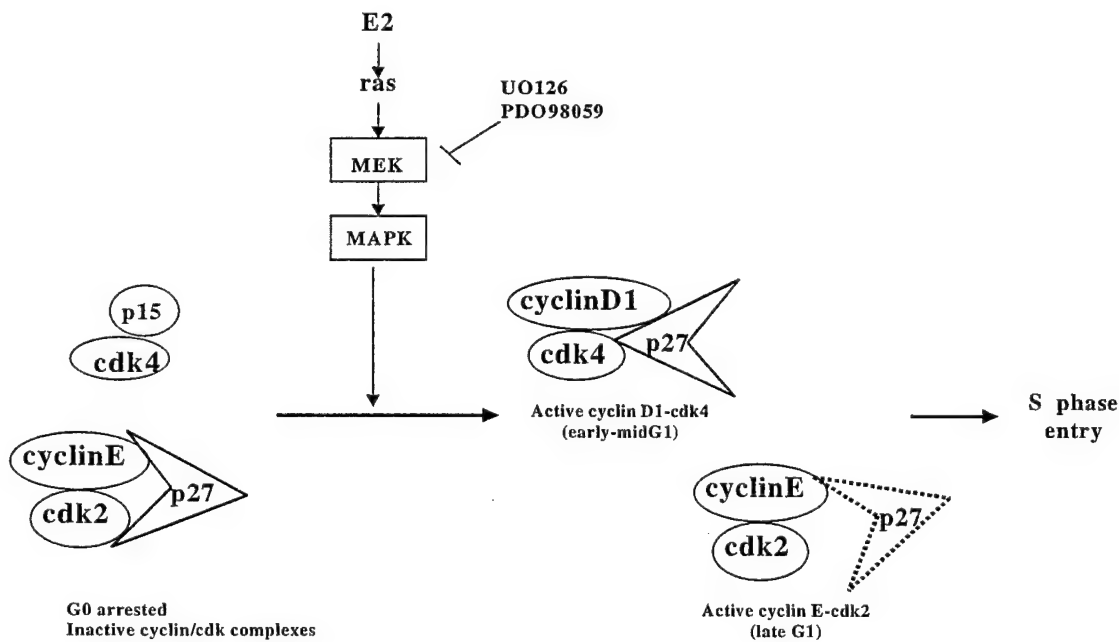 E2
ras
UO126
PDO98059
MEK
MAPK
p15
cdk4
cyclinE
cdk2
p27
G0 arrested
Inactive cyclin/cdk complexes
cyclinD1
cdk4
p27
Active cyclin D1-cdk4
(early-midG1)
cyclinE
cdk2
p27
Active cyclin E-cdk2
(late G1)
S phase
entry